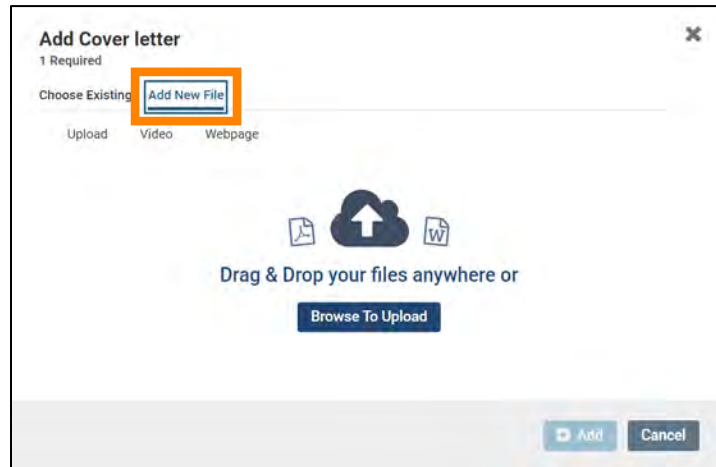 Add Cover letter
1 Required
Choose Existing Add New File
Upload Video Webpage
W
Drag & Drop your files anywhere or
Browse To Upload
Add Cancel